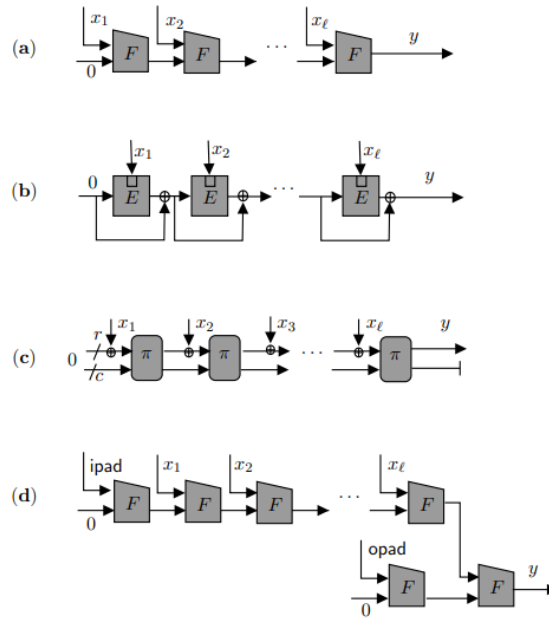 (a) x₁ x₂ xℓ
0 F F ··· F y
(b) x₁ x₂ xℓ
0 E E ··· E y
(c) x₁ x₂ x₃ xℓ
0 r c π π ··· π y
(d) ipad x₁ x₂ xℓ
0 F F F ··· F
opad
0 F F y